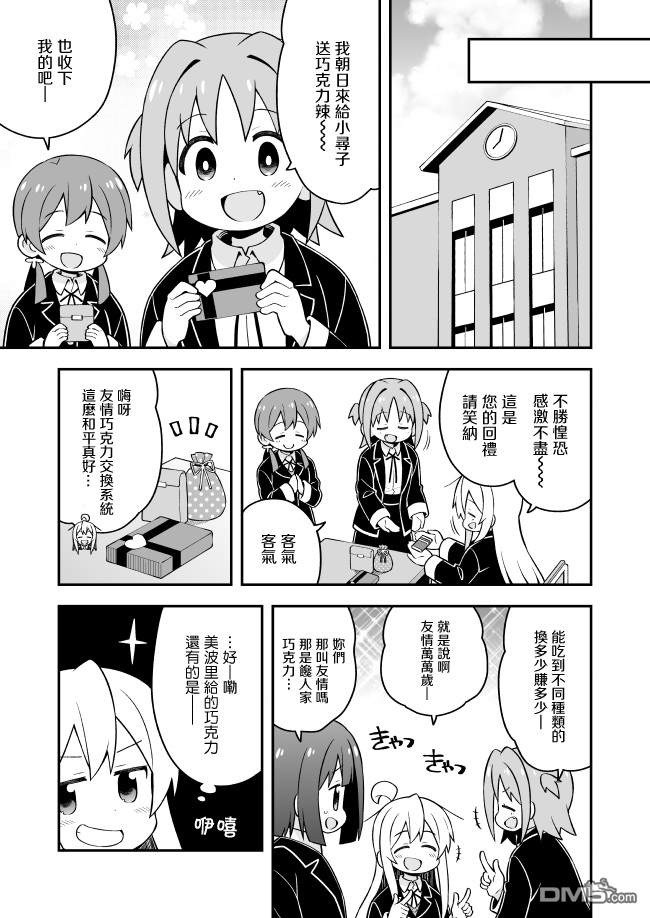 我朝日來給小尋子
送巧克力辣～～
也收下
我的吧—
不勝惶恐
感激不盡～～
這是
您的回禮
請笑納
客氣
客氣
嗨呀
友情巧克力交換系統
這麼和平真好…
能吃到不同種類的
換多少賺多少—
就是說啊
友情萬萬歲—
妳們
那叫友情嗎
那是饞人家
巧克力…
きゃっ
きゃっ
…好—嘞
美波里給的巧克力
還有的是——
咿嘻
DM5.com